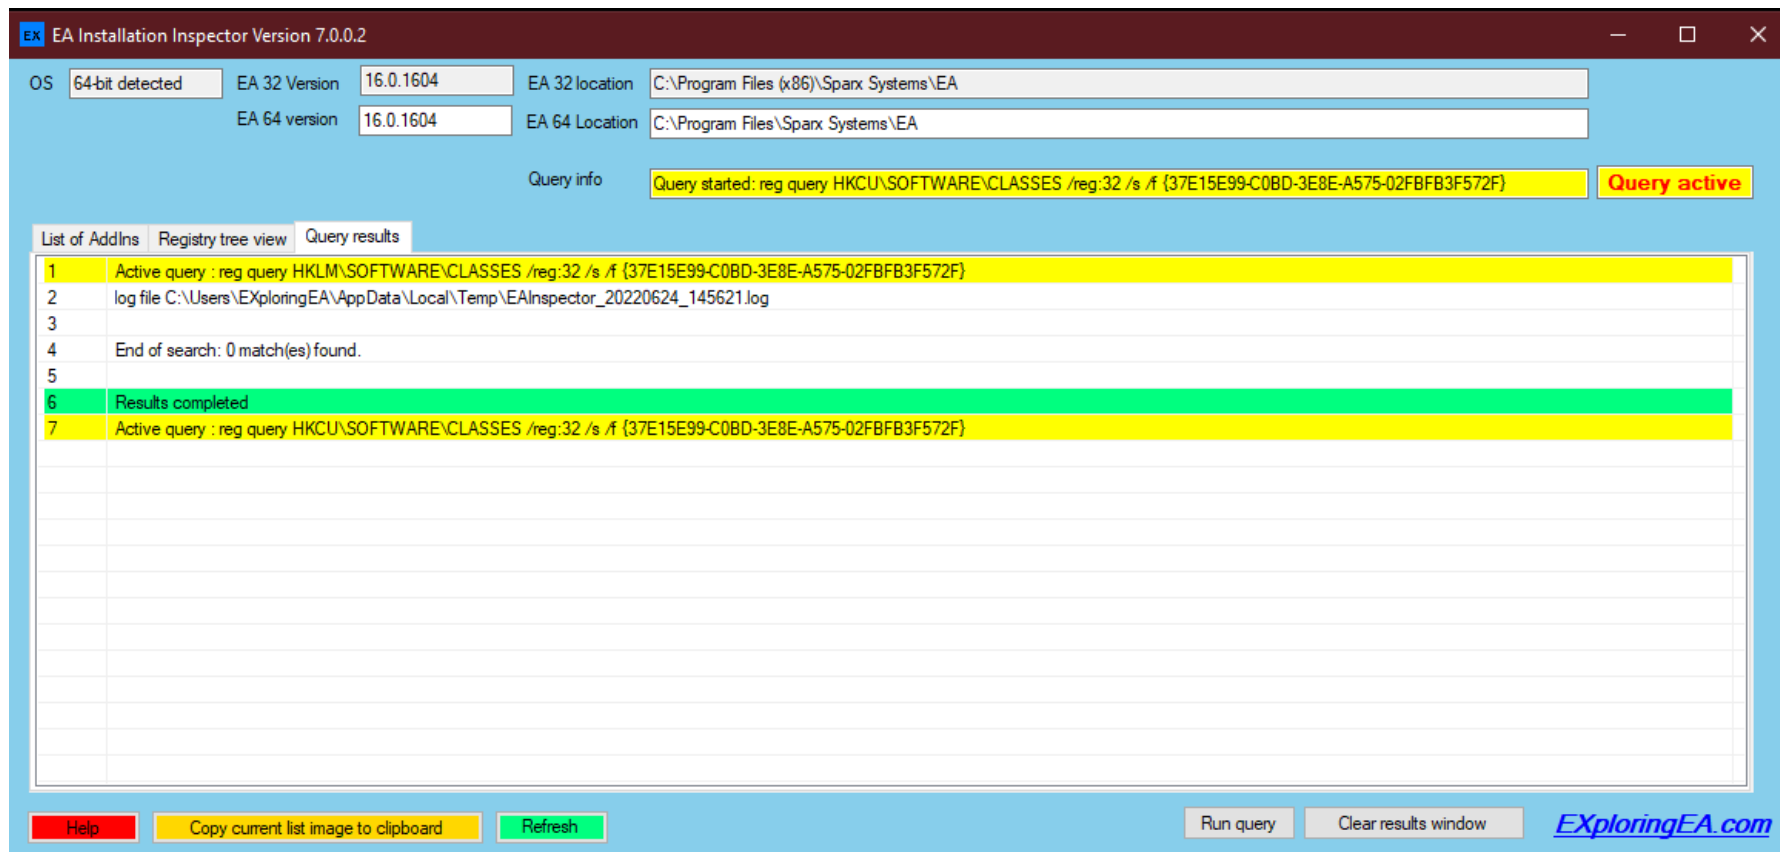 EX EA Installation Inspector Version 7.0.0.2
OS 64-bit detected EA 32 Version 16.0.1604 EA 32 location C:\Program Files (x86)\Sparx Systems\EA
EA 64 version 16.0.1604 EA 64 Location C:\Program Files\Sparx Systems\EA
Query info Query started: reg query HKCU\SOFTWARE\CLASSES /reg:32 /s /f {37E15E99-C0BD-3E8E-A575-02FBFB3F572F} Query active
List of AddIns Registry tree view Query results
1 Active query : reg query HKLM\SOFTWARE\CLASSES /reg:32 /s /f {37E15E99-C0BD-3E8E-A575-02FBFB3F572F}
2 log file C:\Users\EXploringEA\AppData\Local\Temp\EAInspector_20220624_145621.log
3
4 End of search: 0 match(es) found.
5
6 Results completed
7 Active query : reg query HKCU\SOFTWARE\CLASSES /reg:32 /s /f {37E15E99-C0BD-3E8E-A575-02FBFB3F572F}
Help Copy current list image to clipboard Refresh Run query Clear results window EXploringEA.com